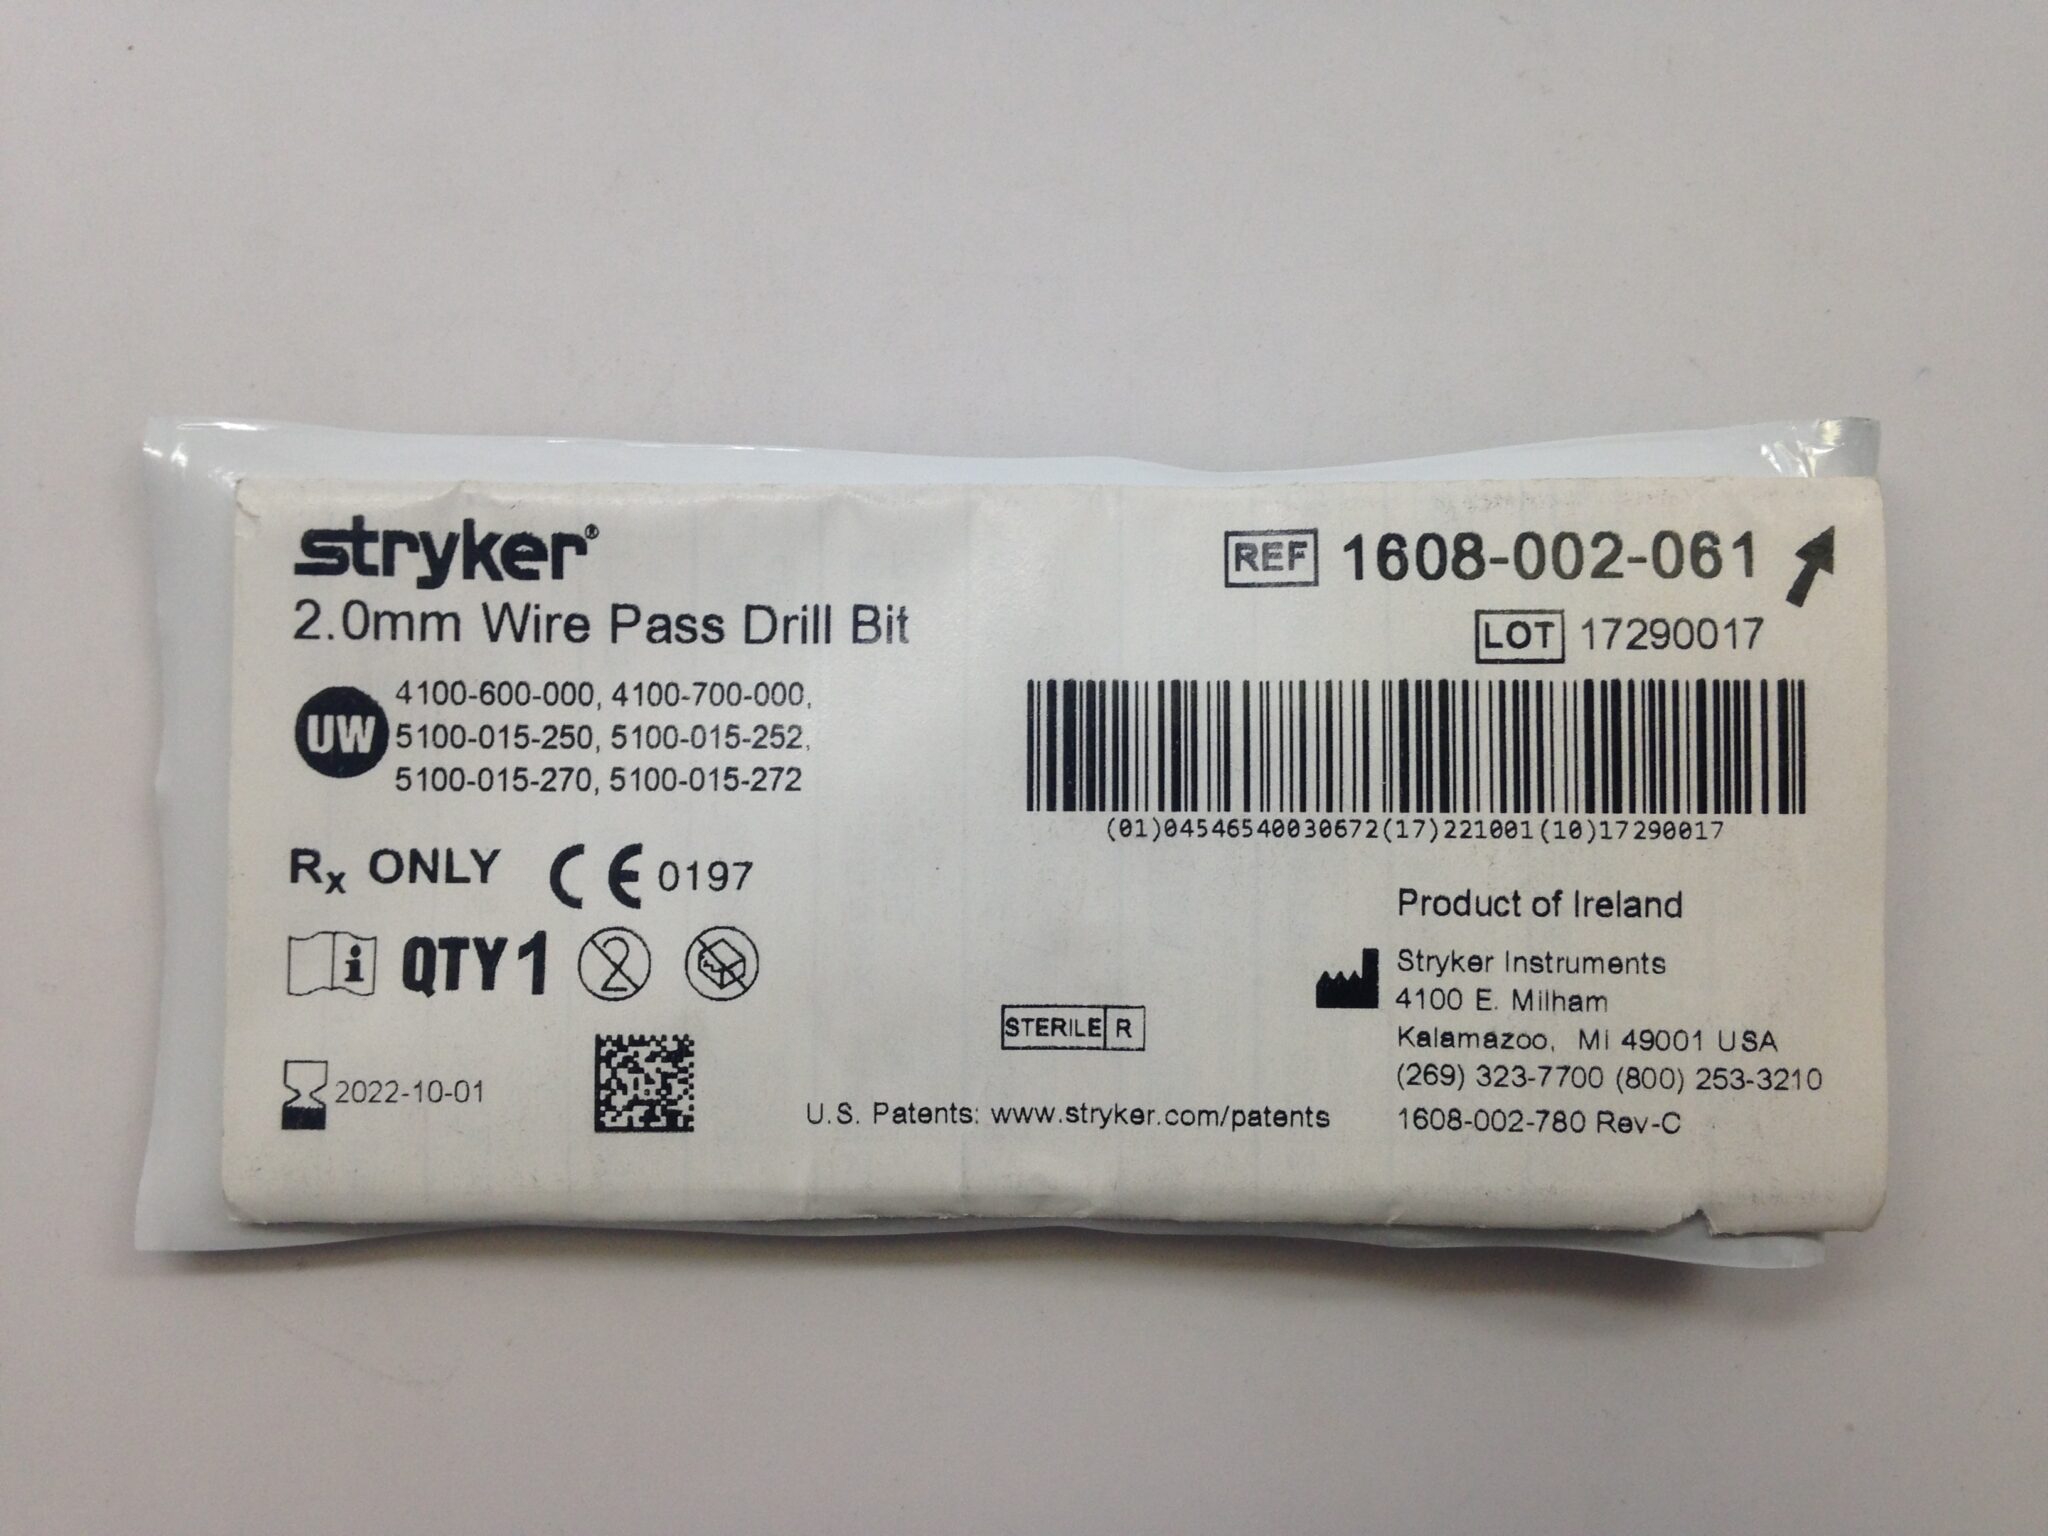 stryker®
2.0mm Wire Pass Drill Bit
UW
4100-600-000, 4100-700-000,
5100-015-250, 5100-015-252,
5100-015-270, 5100-015-272
Rx ONLY CE 0197
i QTY 1 2
2022-10-01
REF 1608-002-061
LOT 17290017
(01)04546540030672(17)221001(10)17290017
Product of Ireland
Stryker Instruments
4100 E. Milham
Kalamazoo, MI 49001 USA
(269) 323-7700 (800) 253-3210
1608-002-780 Rev-C
STERILE R
U.S. Patents: www.stryker.com/patents